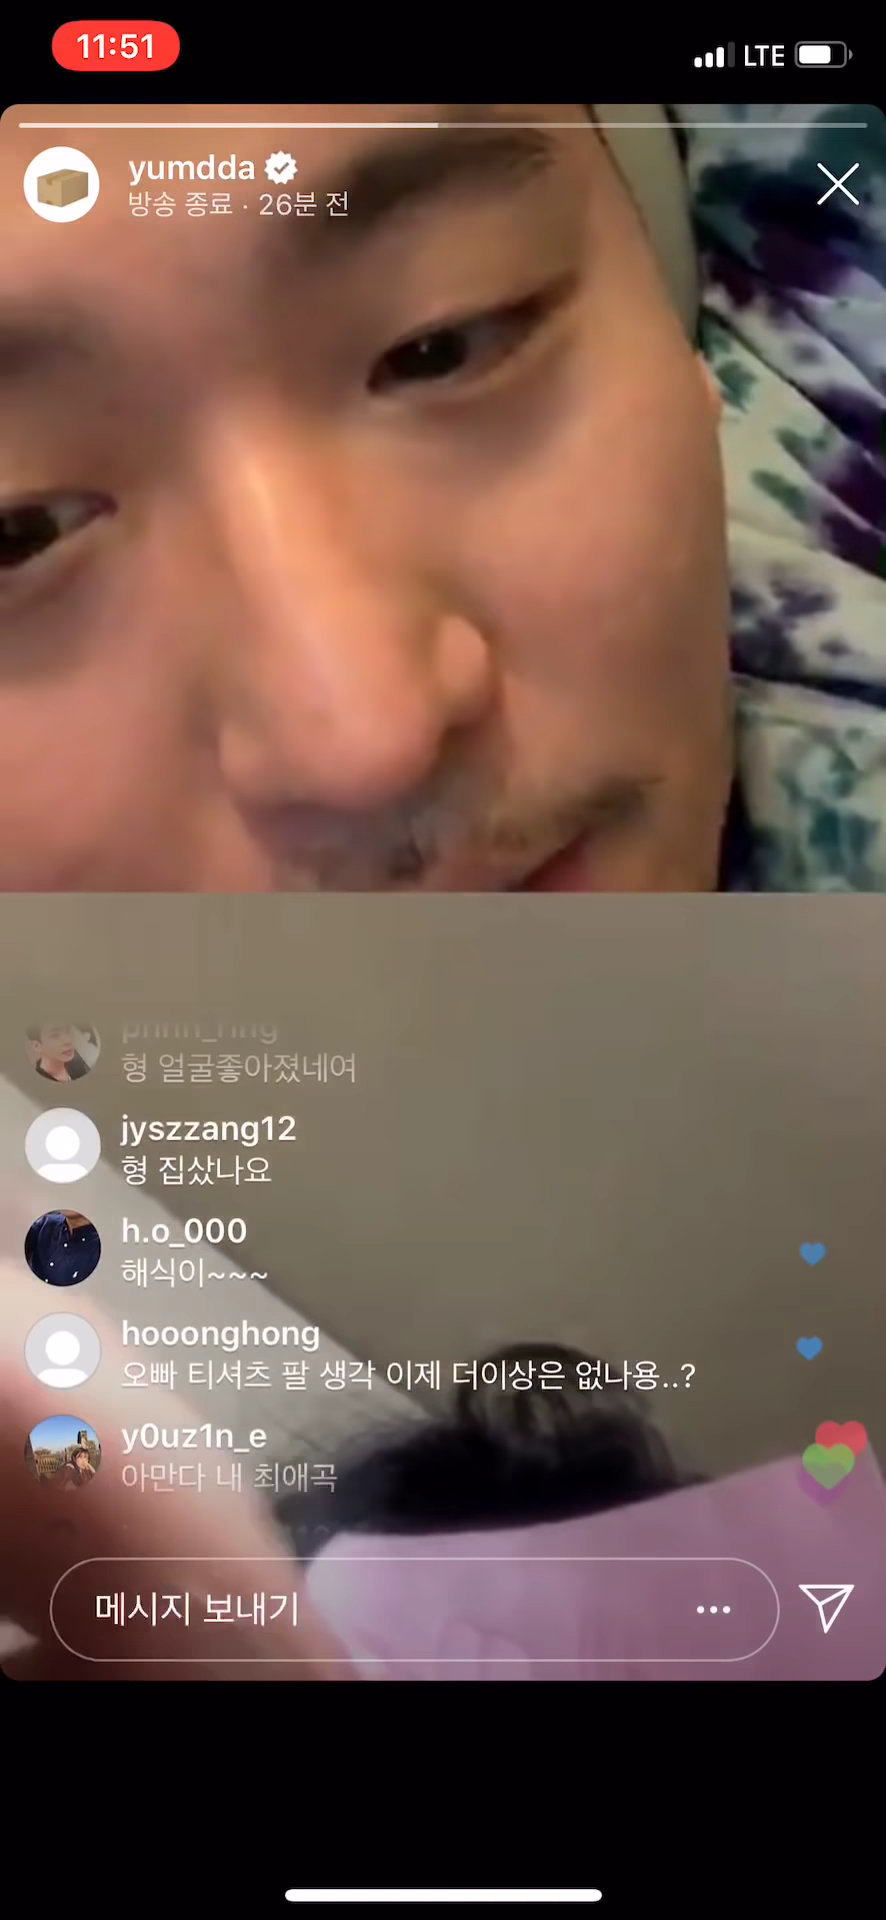 11:51
LTE
yumdda
방송 종료 · 26분 전
형 얼굴좋아졌네여
jyszzang12
형 집샀나요
h.o_000
해식이~~~
hooonghong
오빠 티셔츠 팔 생각 이제 더이상은 없나용..?
y0uz1n_e
아만다 내 최애곡
메시지 보내기